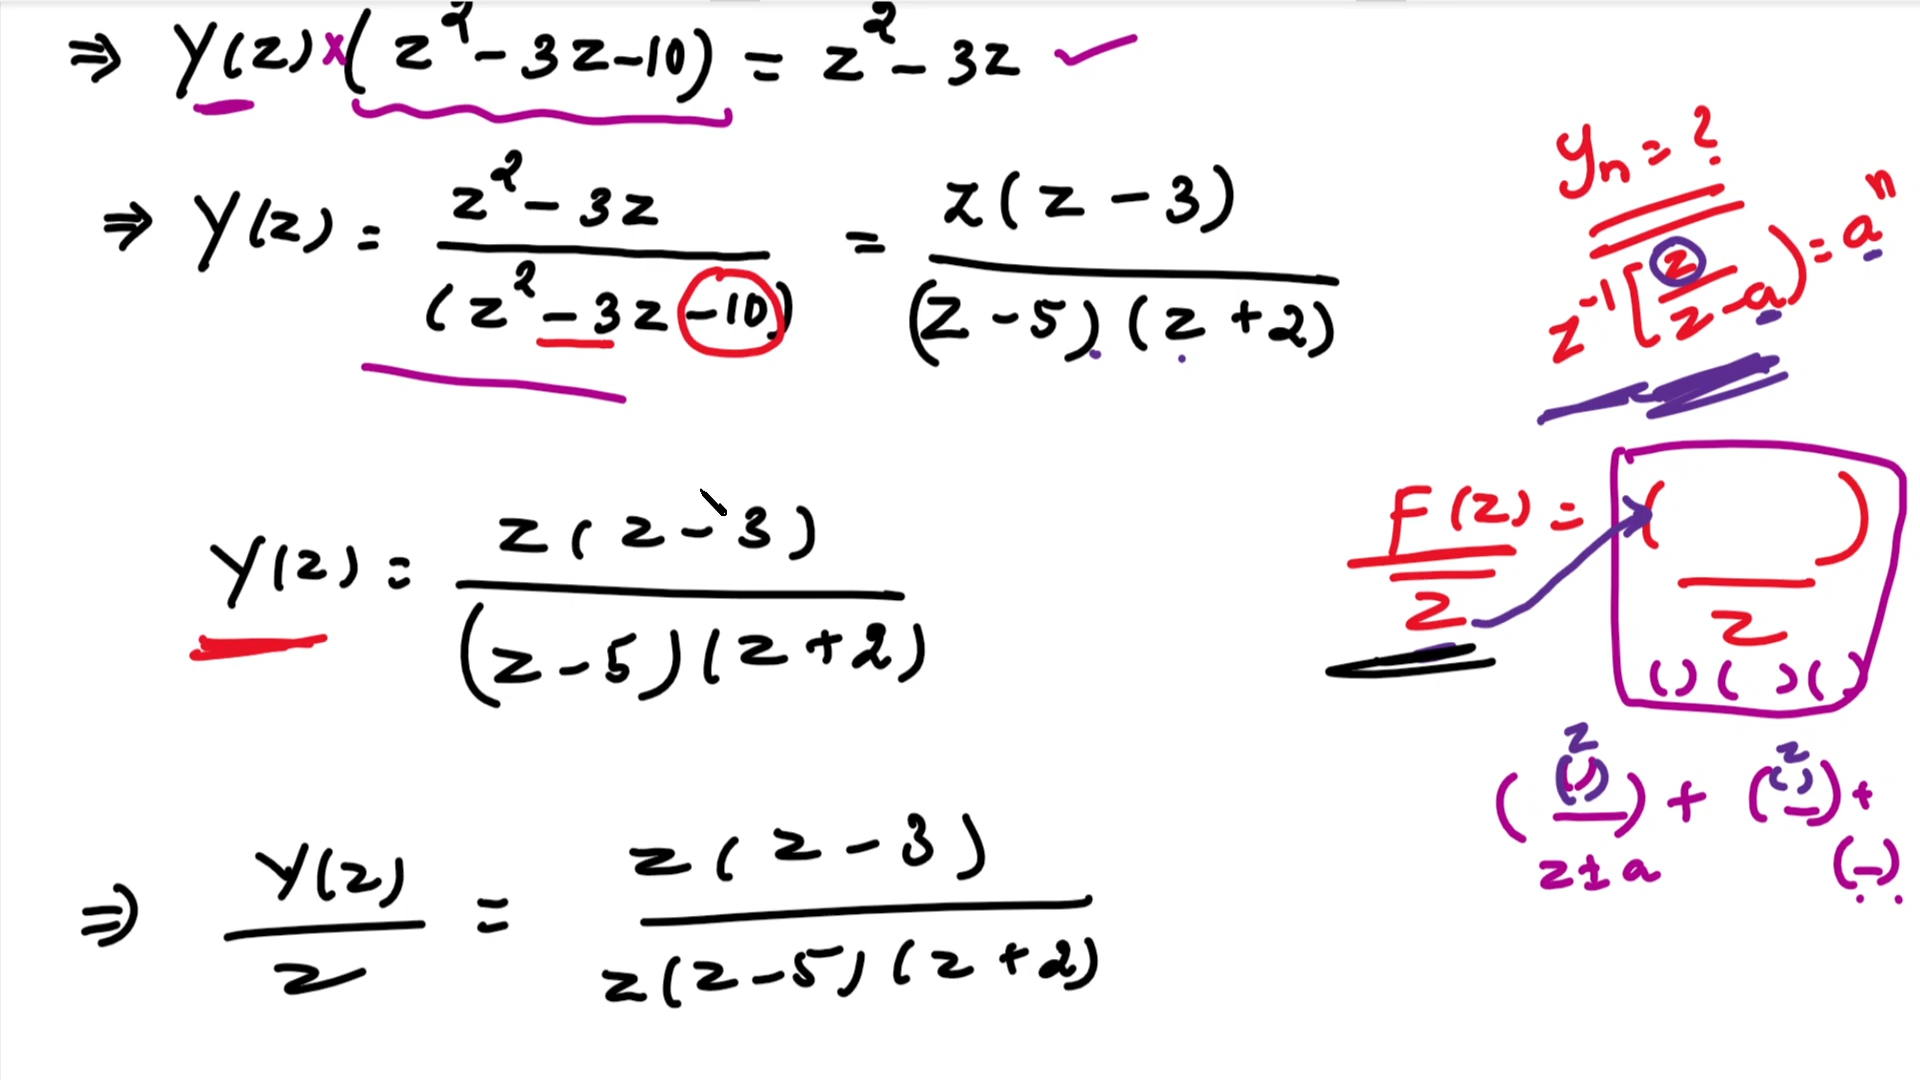 ⇒ Y(z)×(z² - 3z - 10) = z² - 3z ✓
⇒ Y(z) = z² - 3z / (z² - 3z - 10) = z(z - 3) / (z - 5)(z + 2)
yn = ?
z⁻¹[z / z - a) = aⁿ
Y(z) = z(z - 3) / (z - 5)(z + 2)
F(z) / z = ( ) / z
( ) ( ) ( )
(z( ) / z ± a) + (z( ) –) +
(–)
⇒ Y(z) / z = z(z - 3) / z(z - 5)(z + 2)